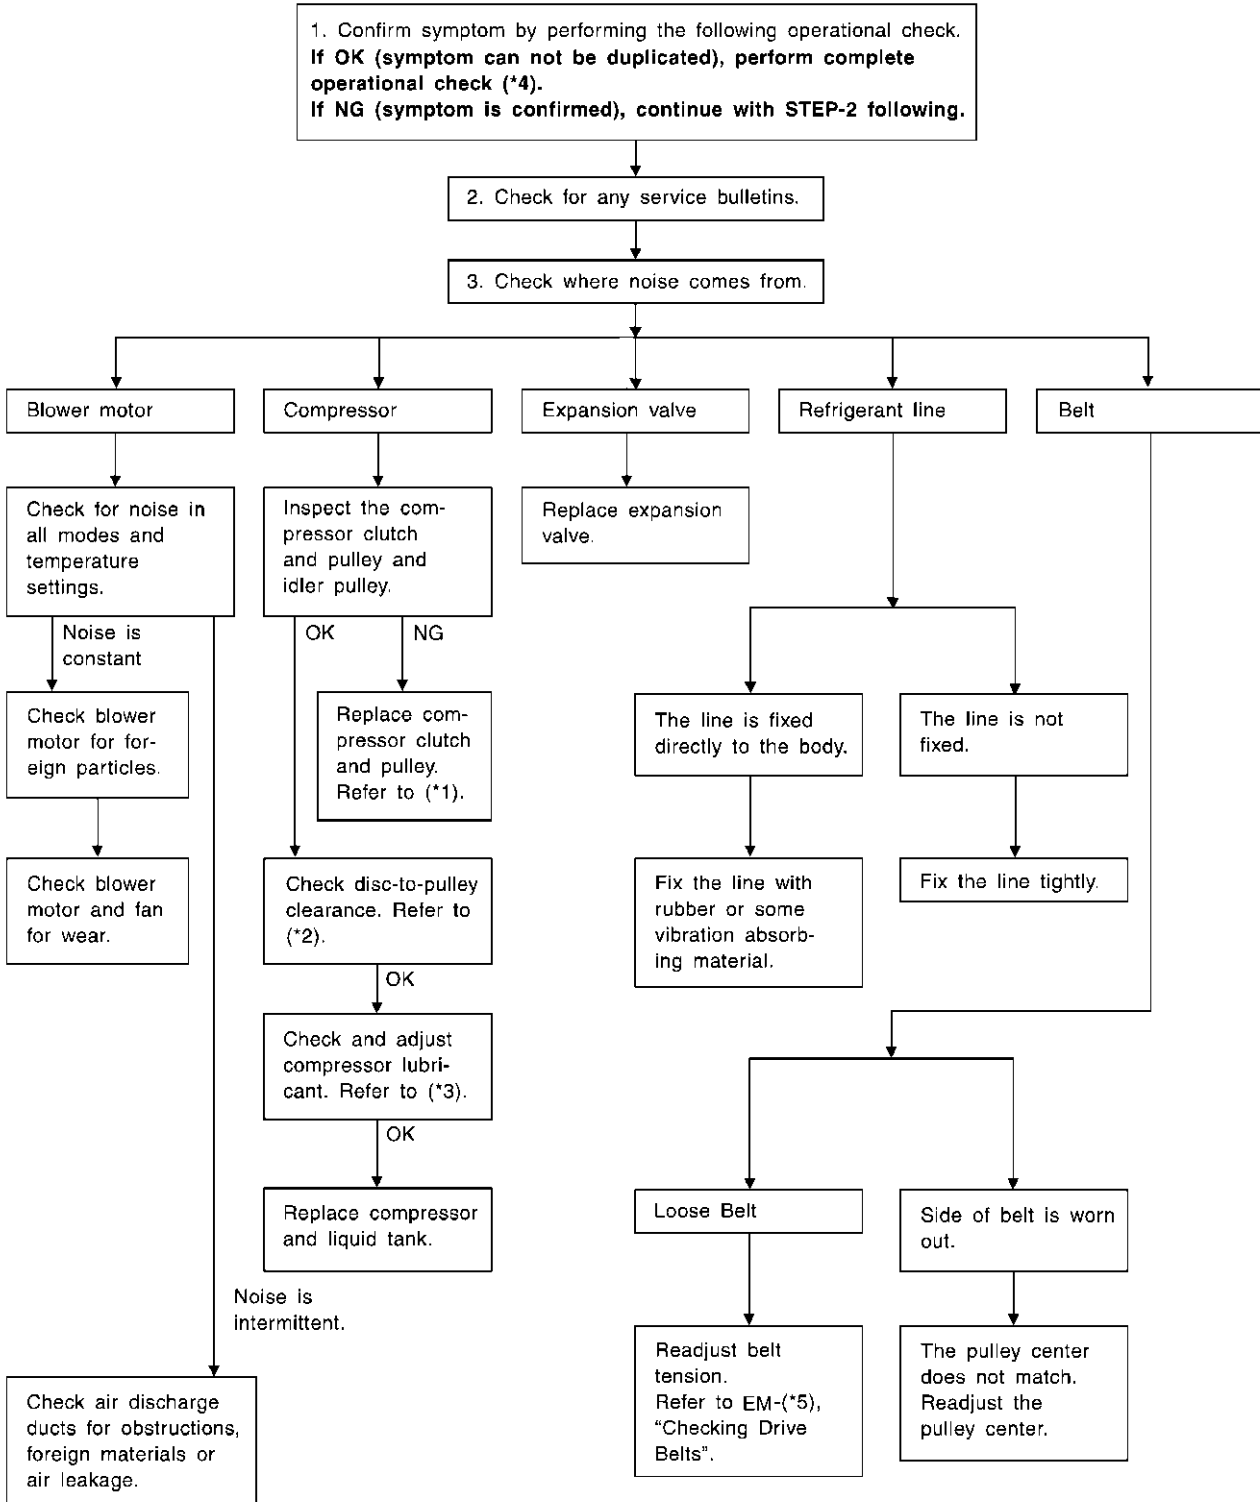 1. Confirm symptom by performing the following operational check.
If OK (symptom can not be duplicated), perform complete
operational check (*4).
If NG (symptom is confirmed), continue with STEP-2 following.
2. Check for any service bulletins.
3. Check where noise comes from.
Blower motor
Compressor
Expansion valve
Refrigerant line
Belt
Check for noise in
all modes and
temperature
settings.
Inspect the com-
pressor clutch
and pulley and
idler pulley.
Replace expansion
valve.
Noise is
constant
OK
NG
Check blower
motor for for-
eign particles.
Replace com-
pressor clutch
and pulley.
Refer to (*1).
The line is fixed
directly to the body.
The line is not
fixed.
Check blower
motor and fan
for wear.
Check disc-to-pulley
clearance. Refer to
(*2).
Fix the line with
rubber or some
vibration absorb-
ing material.
Fix the line tightly.
OK
Check and adjust
compressor lubri-
cant. Refer to (*3).
OK
Replace compressor
and liquid tank.
Loose Belt
Side of belt is worn
out.
Noise is
intermittent.
Readjust belt
tension.
Refer to EM-(*5),
“Checking Drive
Belts”.
The pulley center
does not match.
Readjust the
pulley center.
Check air discharge
ducts for obstructions,
foreign materials or
air leakage.